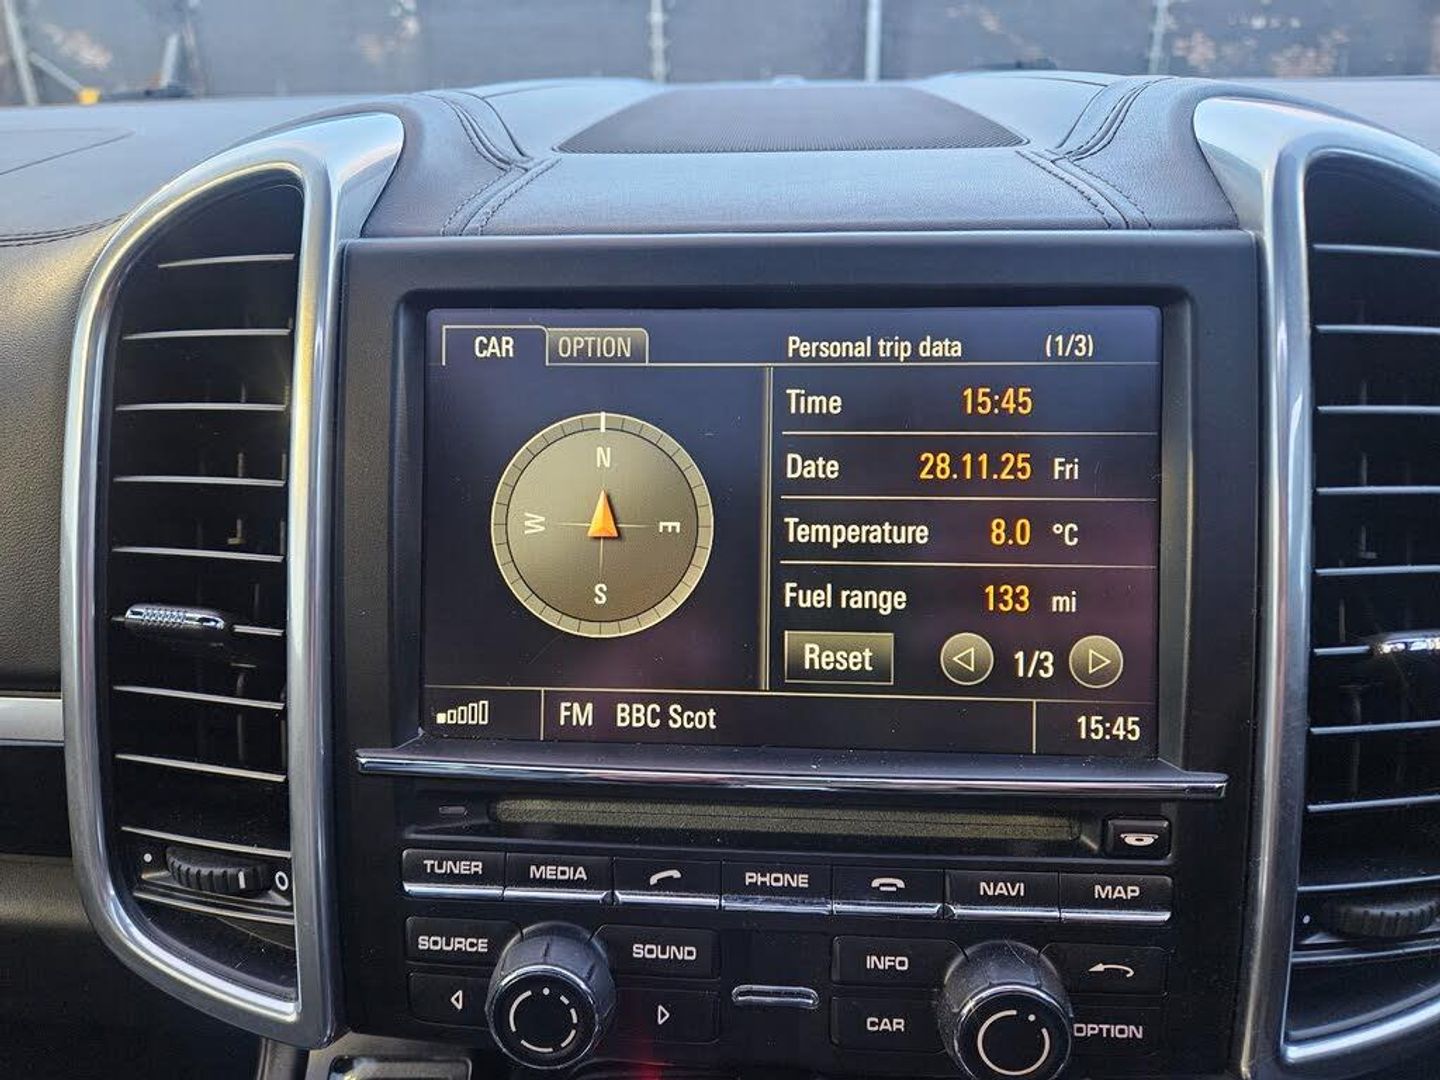 CAR OPTION Personal trip data (1/3)
Time 15:45
Date 28.11.25 Fri
Temperature 8.0 °C
Fuel range 133 mi
Reset 1/3
N
W E
S
FM BBC Scot 15:45
TUNER MEDIA PHONE NAVI MAP
SOURCE SOUND INFO
CAR OPTION